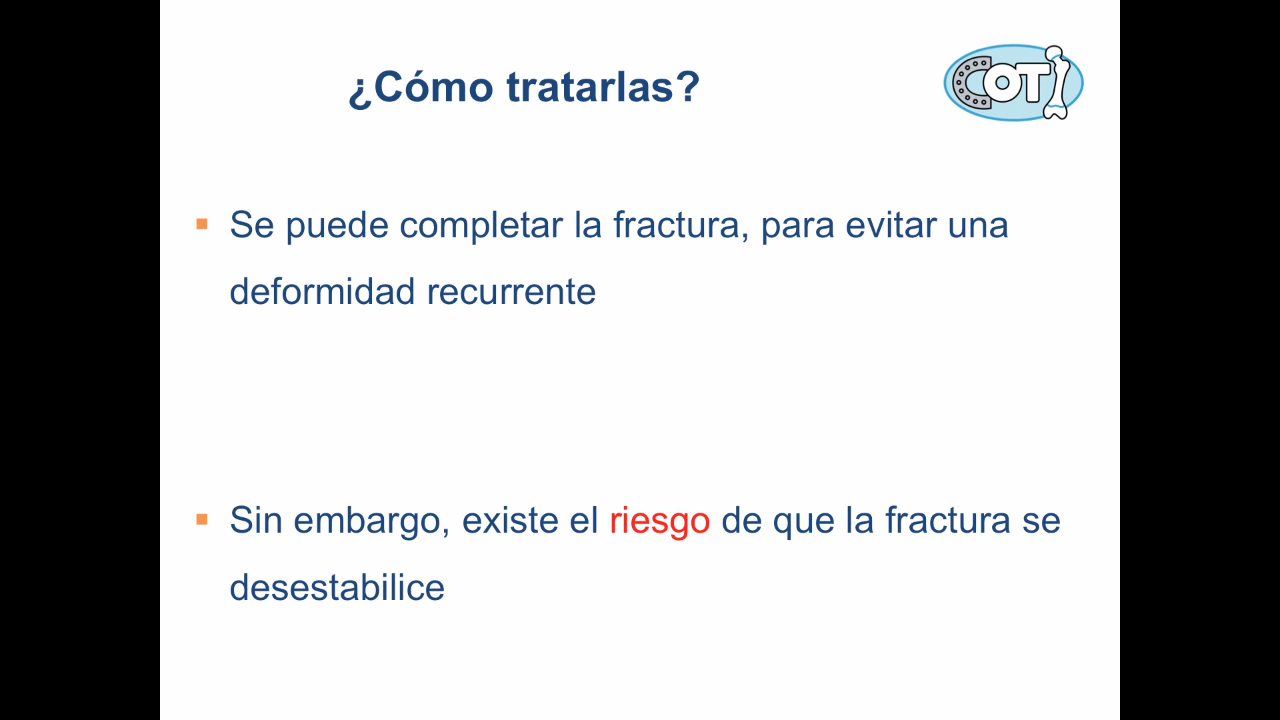 ¿Cómo tratarlas?
COTI
Se puede completar la fractura, para evitar una
deformidad recurrente
Sin embargo, existe el riesgo de que la fractura se
desestabilice